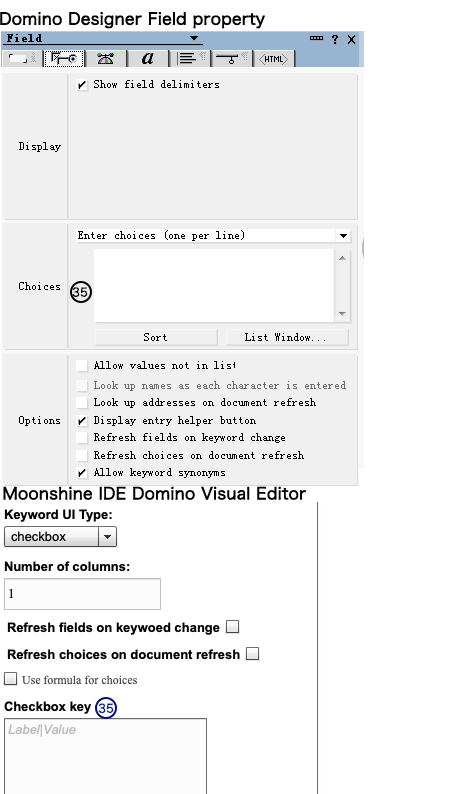 Domino Designer Field property
Field
? X
a
<HTML>
Show field delimiters
Display
Enter choices (one per line)
Choices
35
Sort
List Window...
Allow values not in list
Look up names as each character is entered
Look up addresses on document refresh
Options
Display entry helper button
Refresh fields on keyword change
Refresh choices on document refresh
Allow keyword synonyms
Moonshine IDE Domino Visual Editor
Keyword UI Type:
checkbox
Number of columns:
1
Refresh fields on keywoed change
Refresh choices on document refresh
Use formula for choices
Checkbox key 35
Label|Value